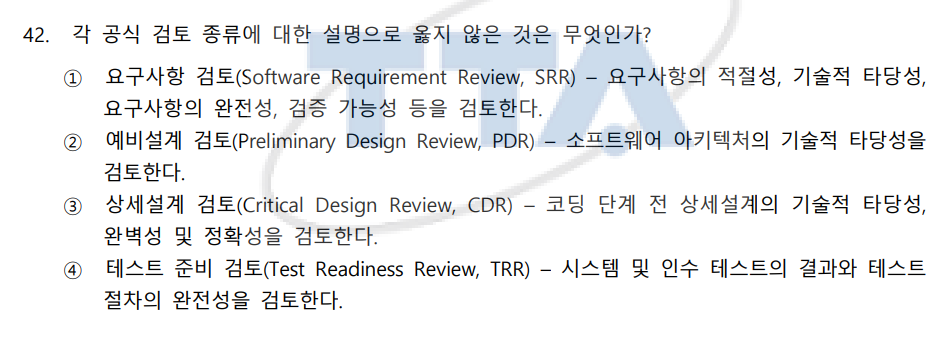 42. 각 공식 검토 종류에 대한 설명으로 옳지 않은 것은 무엇인가?
① 요구사항 검토(Software Requirement Review, SRR) – 요구사항의 적절성, 기술적 타당성,
요구사항의 완전성, 검증 가능성 등을 검토한다.
② 예비설계 검토(Preliminary Design Review, PDR) – 소프트웨어 아키텍처의 기술적 타당성을
검토한다.
③ 상세설계 검토(Critical Design Review, CDR) – 코딩 단계 전 상세설계의 기술적 타당성,
완벽성 및 정확성을 검토한다.
④ 테스트 준비 검토(Test Readiness Review, TRR) – 시스템 및 인수 테스트의 결과와 테스트
절차의 완전성을 검토한다.
TTA